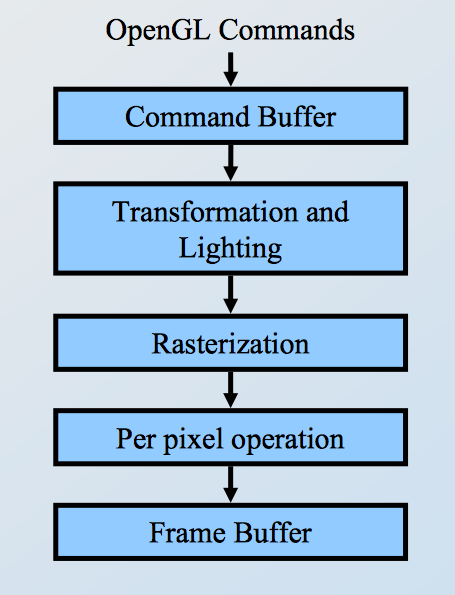 OpenGL Commands
Command Buffer
Transformation and
Lighting
Rasterization
Per pixel operation
Frame Buffer